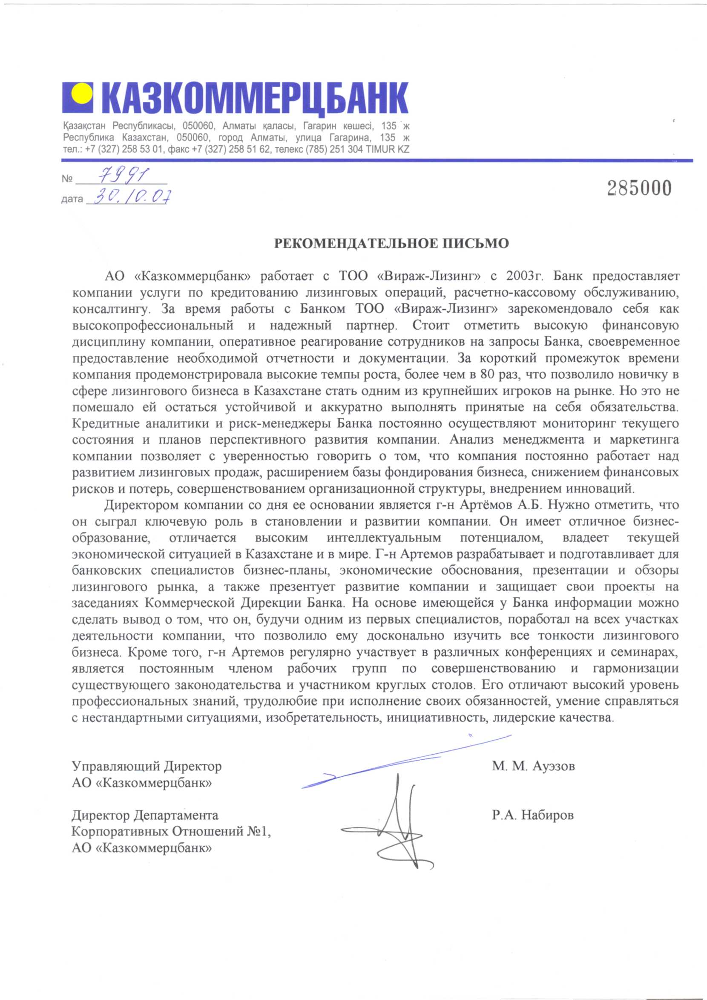 КАЗКОММЕРЦБАНК
Қазақстан Республикасы, 050060, Алматы қаласы, Гагарин көшесі, 135 ж
Республика Казахстан, 050060, город Алматы, улица Гагарина, 135 ж
тел.: +7 (327) 258 53 01, факс +7 (327) 258 51 62, телекс (785) 251 304 TIMUR KZ
№ 7991
285000
дата 30.10.07
РЕКОМЕНДАТЕЛЬНОЕ ПИСЬМО
АО «Казкоммерцбанк» работает с ТОО «Вираж-Лизинг» с 2003г. Банк предоставляет
компании услуги по кредитованию лизинговых операций, расчетно-кассовому обслуживанию,
консалтингу. За время работы с Банком ТОО «Вираж-Лизинг» зарекомендовало себя как
высокопрофессиональный и надежный партнер. Стоит отметить высокую финансовую
дисциплину компании, оперативное реагирование сотрудников на запросы Банка, своевременное
предоставление необходимой отчетности и документации. За короткий промежуток времени
компания продемонстрировала высокие темпы роста, более чем в 80 раз, что позволило новичку в
сфере лизингового бизнеса в Казахстане стать одним из крупнейших игроков на рынке. Но это не
помешало ей остаться устойчивой и аккуратно выполнять принятые на себя обязательства.
Кредитные аналитики и риск-менеджеры Банка постоянно осуществляют мониторинг текущего
состояния и планов перспективного развития компании. Анализ менеджмента и маркетинга
компании позволяет с уверенностью говорить о том, что компания постоянно работает над
развитием лизинговых продаж, расширением базы фондирования бизнеса, снижением финансовых
рисков и потерь, совершенствованием организационной структуры, внедрением инноваций.
Директором компании со дня ее основании является г-н Артёмов А.Б. Нужно отметить, что
он сыграл ключевую роль в становлении и развитии компании. Он имеет отличное бизнес-
образование, отличается высоким интеллектуальным потенциалом, владеет текущей
экономической ситуацией в Казахстане и в мире. Г-н Артемов разрабатывает и подготавливает для
банковских специалистов бизнес-планы, экономические обоснования, презентации и обзоры
лизингового рынка, а также презентует развитие компании и защищает свои проекты на
заседаниях Коммерческой Дирекции Банка. На основе имеющейся у Банка информации можно
сделать вывод о том, что он, будучи одним из первых специалистов, поработал на всех участках
деятельности компании, что позволило ему досконально изучить все тонкости лизингового
бизнеса. Кроме того, г-н Артемов регулярно участвует в различных конференциях и семинарах,
является постоянным членом рабочих групп по совершенствованию и гармонизации
существующего законодательства и участником круглых столов. Его отличают высокий уровень
профессиональных знаний, трудолюбие при исполнение своих обязанностей, умение справляться
с нестандартными ситуациями, изобретательность, инициативность, лидерские качества.
Управляющий Директор М. М. Ауэзов
АО «Казкоммерцбанк»
Директор Департамента Р.А. Набиров
Корпоративных Отношений №1,
АО «Казкоммерцбанк»